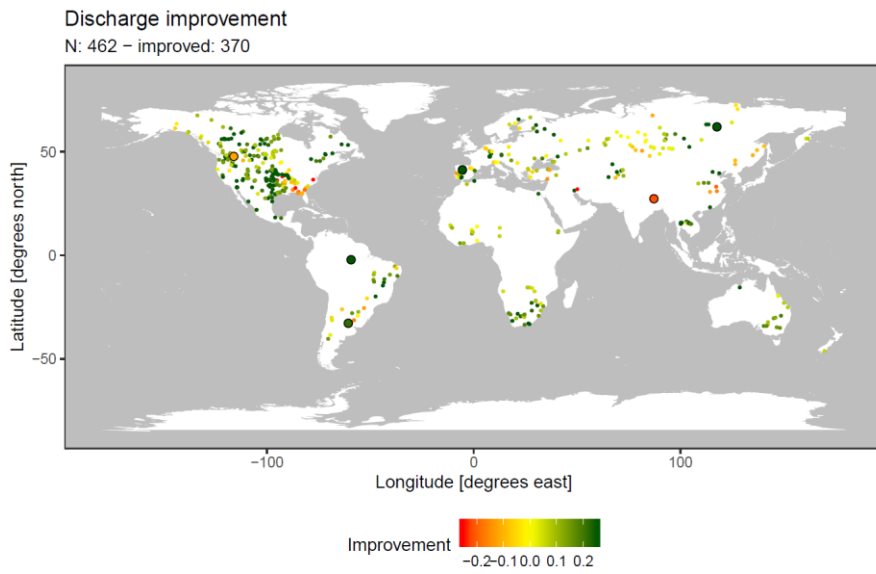 Discharge improvement
N: 462 − improved: 370
Latitude [degrees north]
50
0
−50
−100
0
100
Longitude [degrees east]
Improvement
−0.2−0.10.0 0.1 0.2